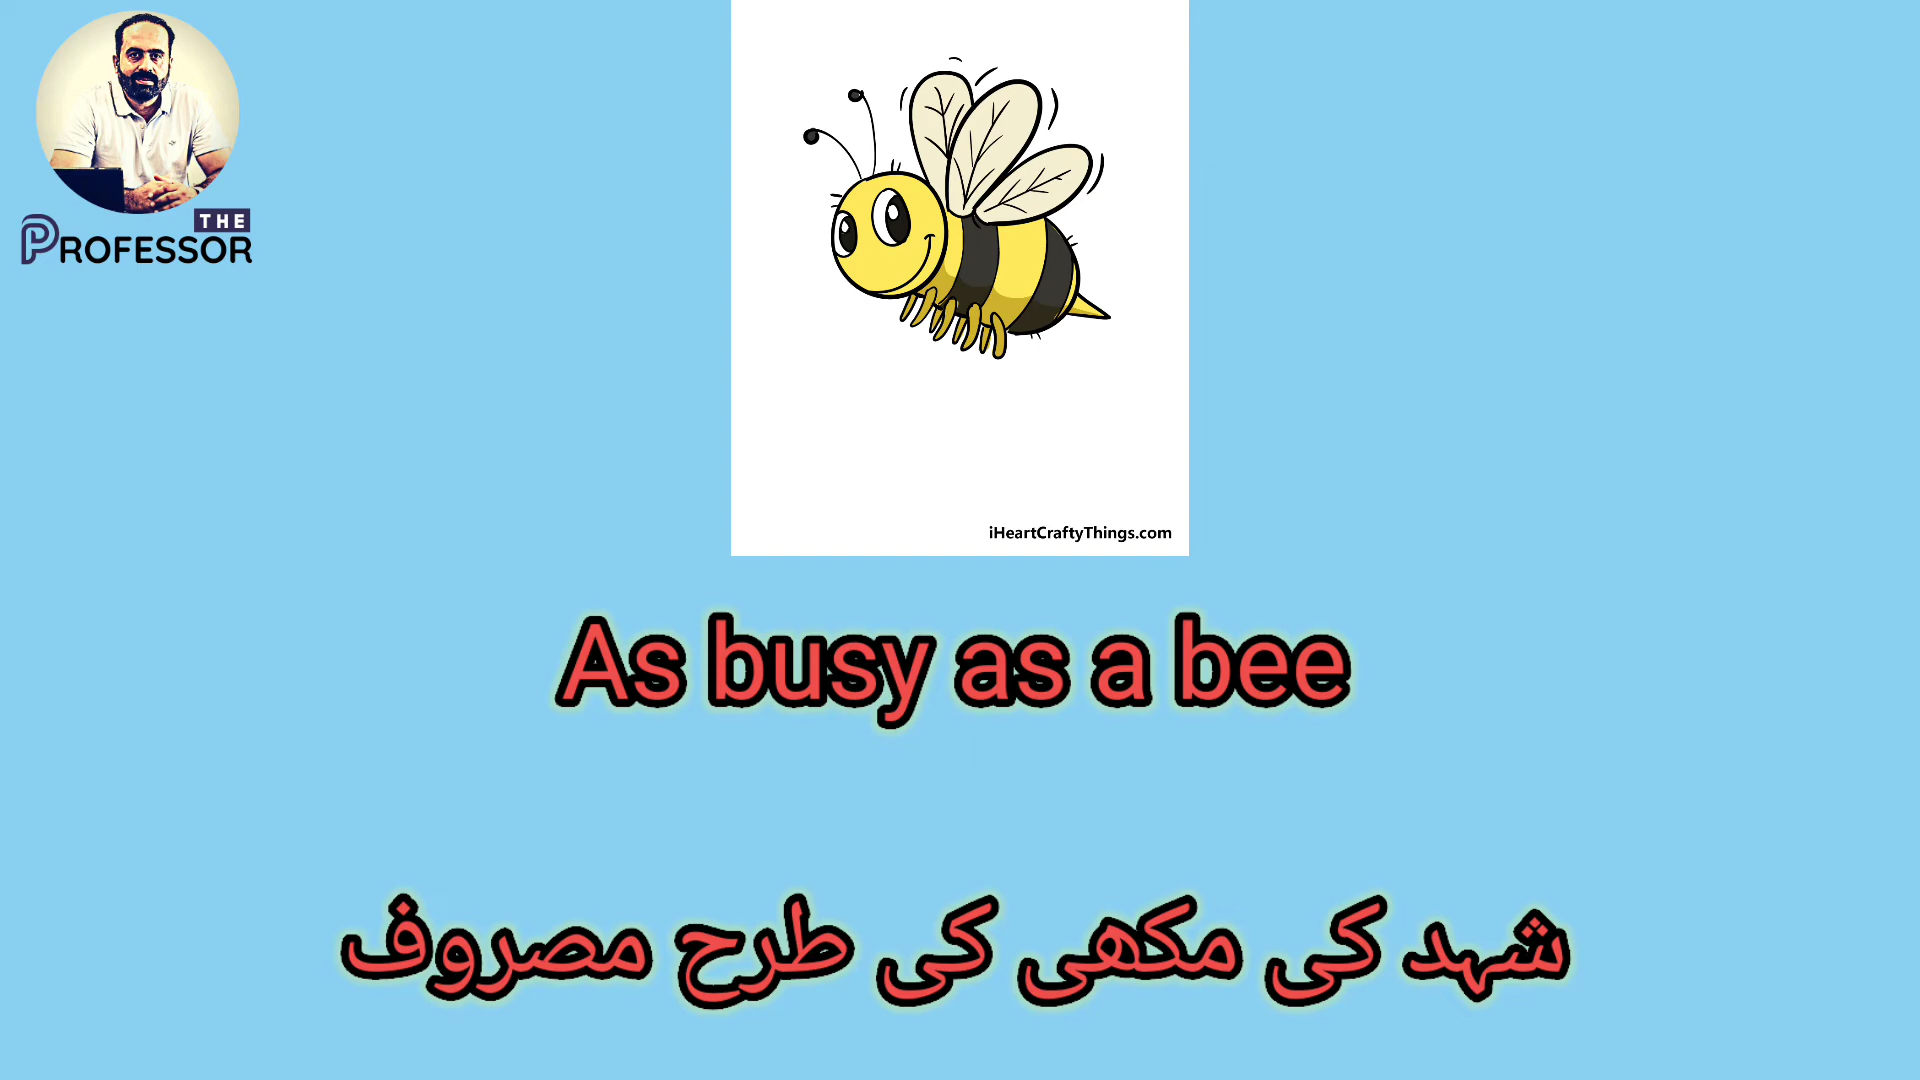 THE
PROFESSOR
iHeartCraftyThings.com
As busy as a bee
شہد کی مکھی کی طرح مصروف